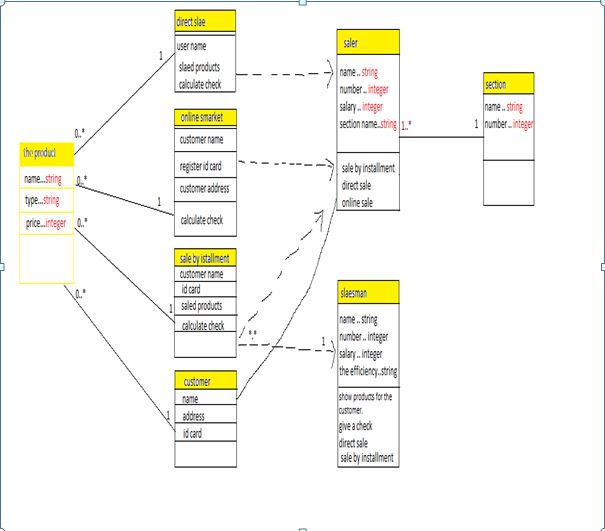 direct slae
user name
slaed products
calculate check
online smarket
customer name
register id card
customer address
calculate check
sale by istallment
customer name
id card
saled products
calculate check
customer
name
address
id card
the product
name...string
type...string
price...integer
saler
name .. string
number .. integer
salary .. integer
section name..string
sale by installment
direct sale
online sale
section
name .. string
number .. integer
slaesman
name .. string
number .. integer
salary .. integer
the efficiency..string
show products for the
customer.
give a check
direct sale
sale by installment
1
0..*
0..*
1
0..*
1
0..*
1
1..*
1
*.*
1